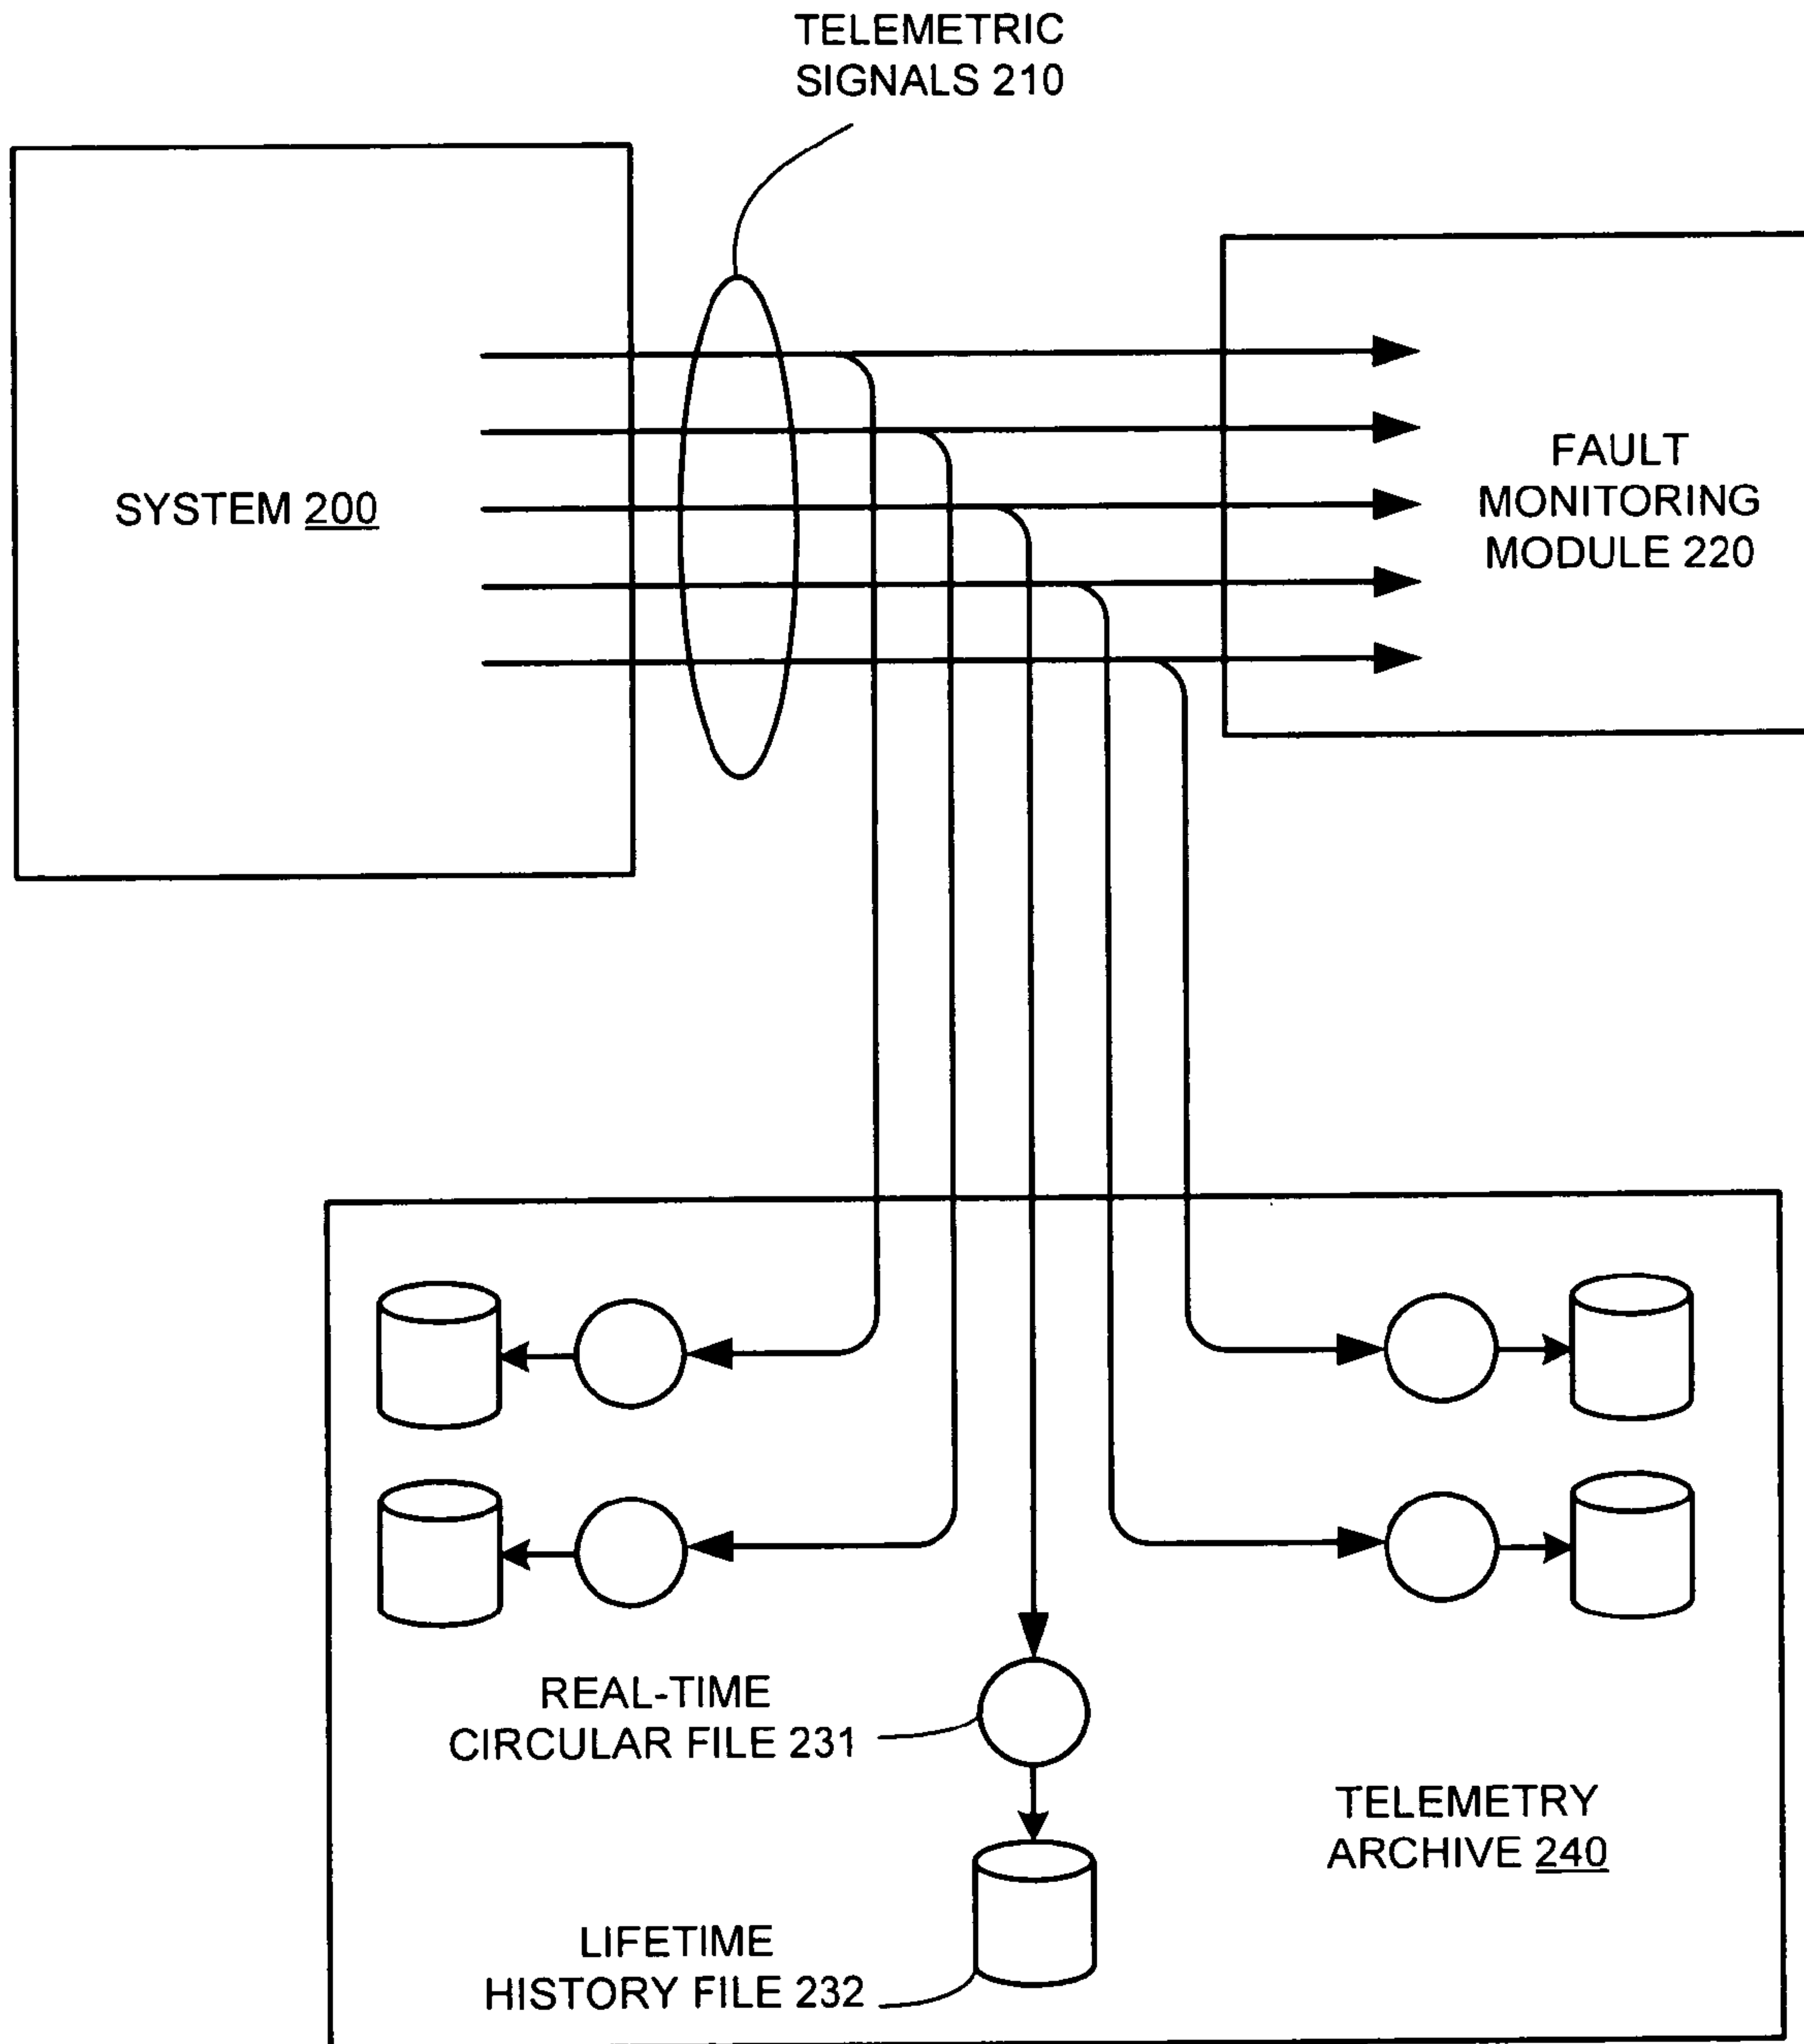 TELEMETRIC
SIGNALS 210
SYSTEM 200
FAULT
MONITORING
MODULE 220
REAL-TIME
CIRCULAR FILE 231
TELEMETRY
ARCHIVE 240
LIFETIME
HISTORY FILE 232